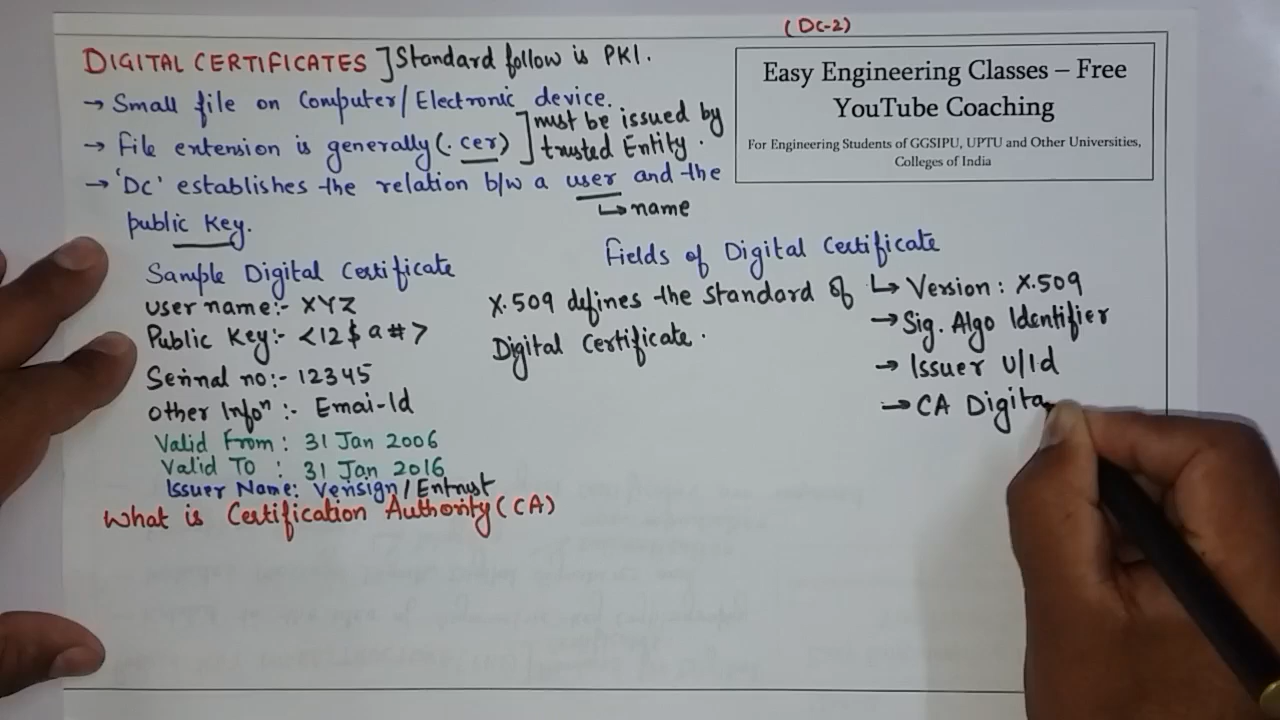 (DC-2)
DIGITAL CERTIFICATES ] Standard follow is PKI.
→ Small file on Computer/Electronic device.
→ File extension is generally (.cer) ] must be issued by
trusted Entity.
→ 'DC' establishes the relation b/w a user and the
↳ name
public key.
Easy Engineering Classes – Free
YouTube Coaching
For Engineering Students of GGSIPU, UPTU and Other Universities,
Colleges of India
Sample Digital Certificate
User name:- XYZ
Public Key:- <12$a#>
Serial no:- 12345
Other Infoⁿ:- Emai-Id
Valid From : 31 Jan 2006
Valid To : 31 Jan 2016
Issuer Name: Verisign/Entrust
What is Certification Authority (CA)
Fields of Digital Certificate
X.509 defines the standard of
Digital Certificate.
↳ Version : X.509
→ Sig. Algo Identifier
→ Issuer U/Id
→ CA Digita